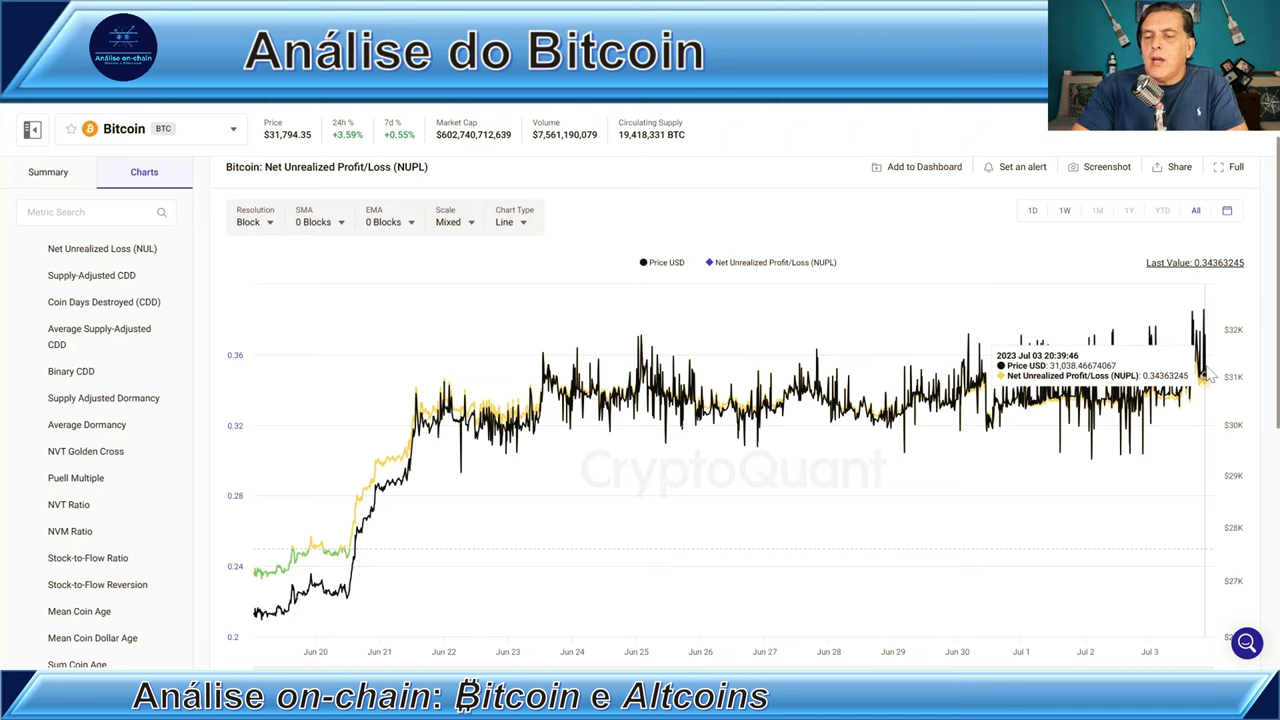 Análise on-chain
Análise do Bitcoin
Bitcoin BTC
Price
$31,794.35
24h %
+3.59%
7d %
+0.55%
Market Cap
$602,740,712,639
Volume
$7,561,190,079
Circulating Supply
19,418,331 BTC
Summary
Charts
Metric Search
Net Unrealized Loss (NUL)
Supply-Adjusted CDD
Coin Days Destroyed (CDD)
Average Supply-Adjusted
CDD
Binary CDD
Supply Adjusted Dormancy
Average Dormancy
NVT Golden Cross
Puell Multiple
NVT Ratio
NVM Ratio
Stock-to-Flow Ratio
Stock-to-Flow Reversion
Mean Coin Age
Mean Coin Dollar Age
Sum Coin Age
Bitcoin: Net Unrealized Profit/Loss (NUPL)
Add to Dashboard
Set an alert
Screenshot
Share
Full
Resolution
Block
SMA
0 Blocks
EMA
0 Blocks
Scale
Mixed
Chart Type
Line
1D 1W 1M 1Y YTD All
Price USD
Net Unrealized Profit/Loss (NUPL)
Last Value: 0.34363245
0.36
0.32
0.28
0.24
0.2
$32K
$31K
$30K
$29K
$28K
$27K
2023 Jul 03 20:39:46
Price USD: 31,038.46674067
Net Unrealized Profit/Loss (NUPL): 0.34363245
CryptoQuant
Jun 20 Jun 21 Jun 22 Jun 23 Jun 24 Jun 25 Jun 26 Jun 27 Jun 28 Jun 29 Jun 30 Jul 1 Jul 2 Jul 3
Análise on-chain: ₿itcoin e Altcoins